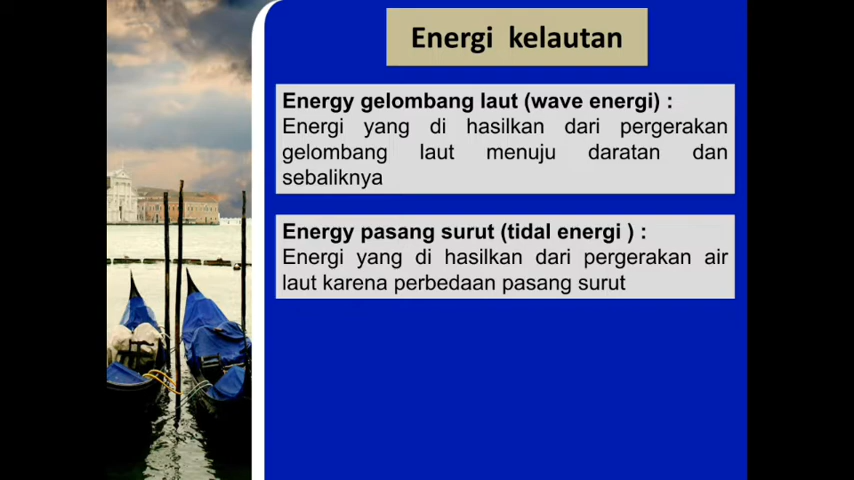 Energi kelautan
Energy gelombang laut (wave energi) :
Energi yang di hasilkan dari pergerakan
gelombang laut menuju daratan dan
sebaliknya
Energy pasang surut (tidal energi ) :
Energi yang di hasilkan dari pergerakan air
laut karena perbedaan pasang surut